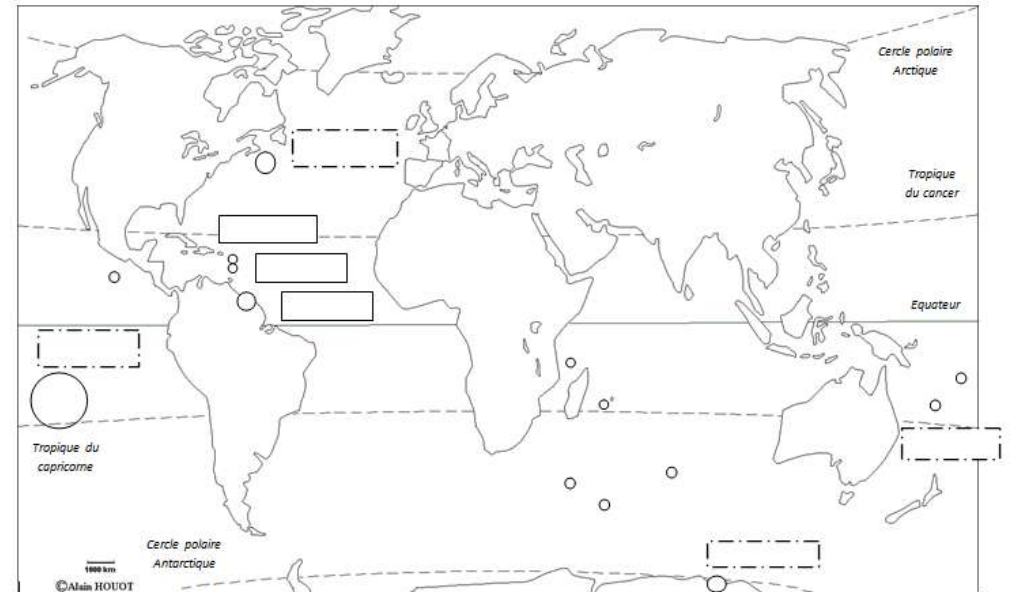 Cercle polaire
Arctique
Tropique
du cancer
Equateur
Tropique du
capricorne
Cercle polaire
Antarctique
1000 km
©Alain HOUOT